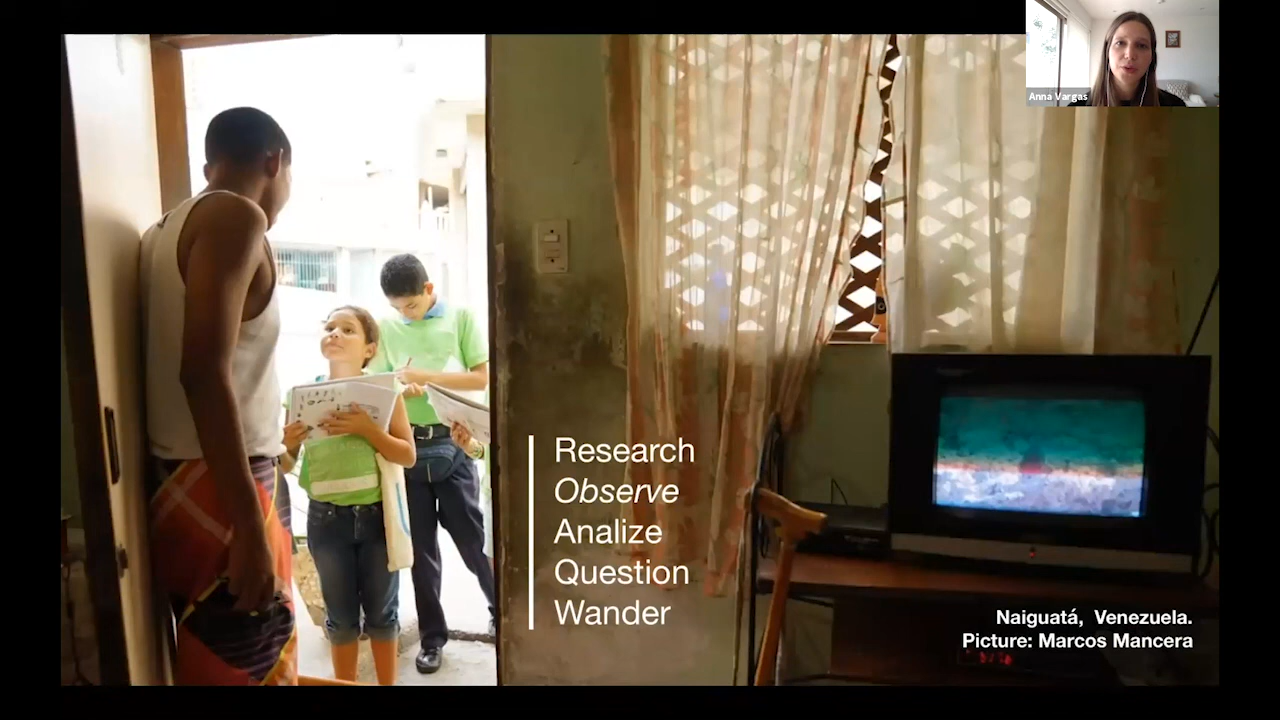 Anna Vargas
Research
Observe
Analize
Question
Wander
Naiguatá, Venezuela.
Picture: Marcos Mancera